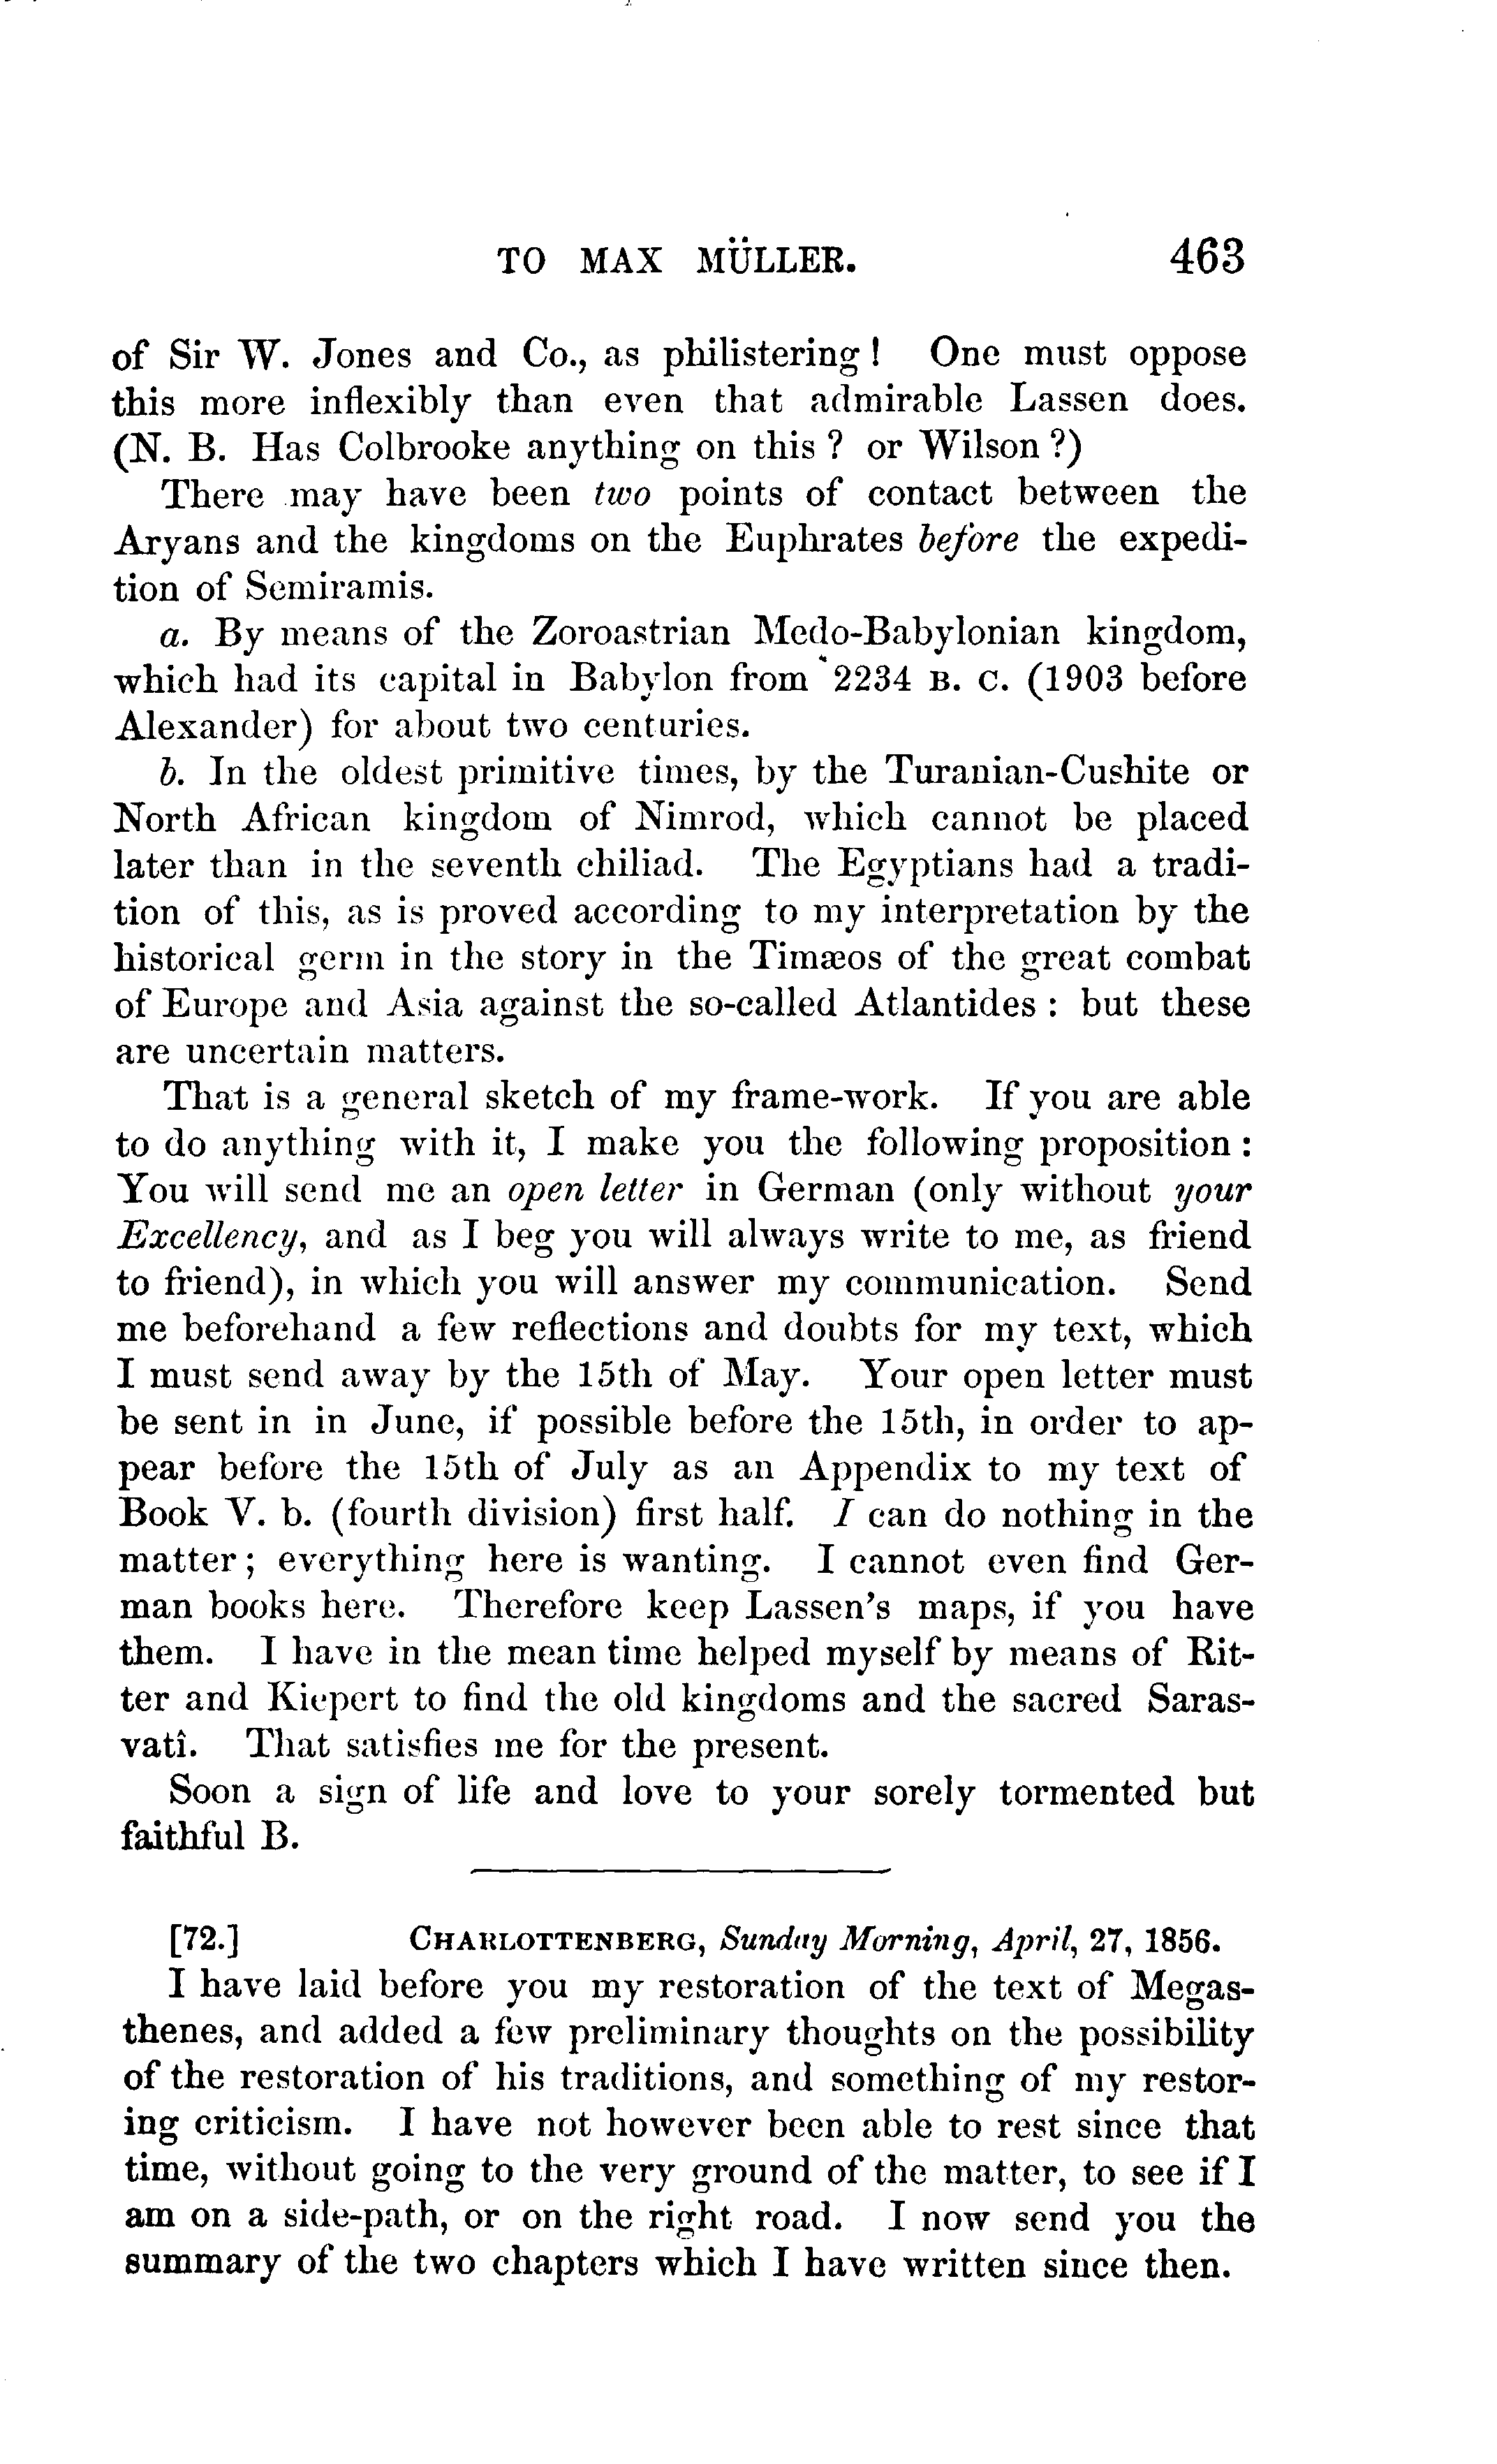 TO MAX MÜLLER. 463
of Sir W. Jones and Co., as philistering! One must oppose
this more inflexibly than even that admirable Lassen does.
(N. B. Has Colbrooke anything on this? or Wilson?)
There may have been two points of contact between the
Aryans and the kingdoms on the Euphrates before the expedi-
tion of Semiramis.
a. By means of the Zoroastrian Medo-Babylonian kingdom,
which had its capital in Babylon from 2234 B. C. (1903 before
Alexander) for about two centuries.
b. In the oldest primitive times, by the Turanian-Cushite or
North African kingdom of Nimrod, which cannot be placed
later than in the seventh chiliad. The Egyptians had a tradi-
tion of this, as is proved according to my interpretation by the
historical germ in the story in the Timæos of the great combat
of Europe and Asia against the so-called Atlantides: but these
are uncertain matters.
That is a general sketch of my frame-work. If you are able
to do anything with it, I make you the following proposition:
You will send me an open letter in German (only without your
Excellency, and as I beg you will always write to me, as friend
to friend), in which you will answer my communication. Send
me beforehand a few reflections and doubts for my text, which
I must send away by the 15th of May. Your open letter must
be sent in in June, if possible before the 15th, in order to ap-
pear before the 15th of July as an Appendix to my text of
Book V. b. (fourth division) first half. I can do nothing in the
matter; everything here is wanting. I cannot even find Ger-
man books here. Therefore keep Lassen's maps, if you have
them. I have in the mean time helped myself by means of Rit-
ter and Kiepert to find the old kingdoms and the sacred Saras-
vatî. That satisfies me for the present.
Soon a sign of life and love to your sorely tormented but
faithful B.
[72.] CHARLOTTENBERG, Sunday Morning, April, 27, 1856.
I have laid before you my restoration of the text of Megas-
thenes, and added a few preliminary thoughts on the possibility
of the restoration of his traditions, and something of my restor-
ing criticism. I have not however been able to rest since that
time, without going to the very ground of the matter, to see if I
am on a side-path, or on the right road. I now send you the
summary of the two chapters which I have written since then.